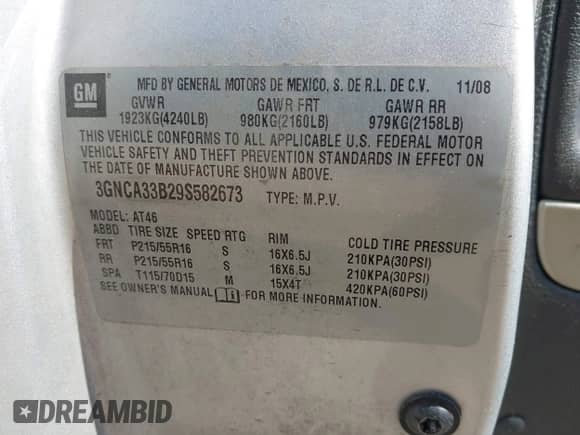 GM
MFD BY GENERAL MOTORS DE MEXICO, S. DE R.L. DE C.V. 11/08
GVWR GAWR FRT GAWR RR
1923KG(4240LB) 980KG(2160LB) 979KG(2158LB)
THIS VEHICLE CONFORMS TO ALL APPLICABLE U.S. FEDERAL MOTOR
VEHICLE SAFETY AND THEFT PREVENTION STANDARDS IN EFFECT ON
THE DATE OF MANUFACTURE SHOWN ABOVE.
3GNCA33B29S582673 TYPE: M.P.V.
MODEL: AT46
ABBD TIRE SIZE SPEED RTG RIM COLD TIRE PRESSURE
FRT P215/55R16 S 16X6.5J 210KPA(30PSI)
RR P215/55R16 S 16X6.5J 210KPA(30PSI)
SPA T115/70D15 M 15X4T 420KPA(60PSI)
SEE OWNER'S MANUAL FOR MORE INFORMATION.
DREAMBID